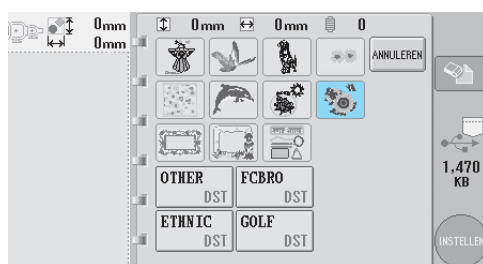 0mm
0mm
0mm 0mm 0
ANNULEREN
OTHER
DST
FCBRO
DST
ETHNIC
DST
GOLF
DST
1,470
KB
INSTELLEN